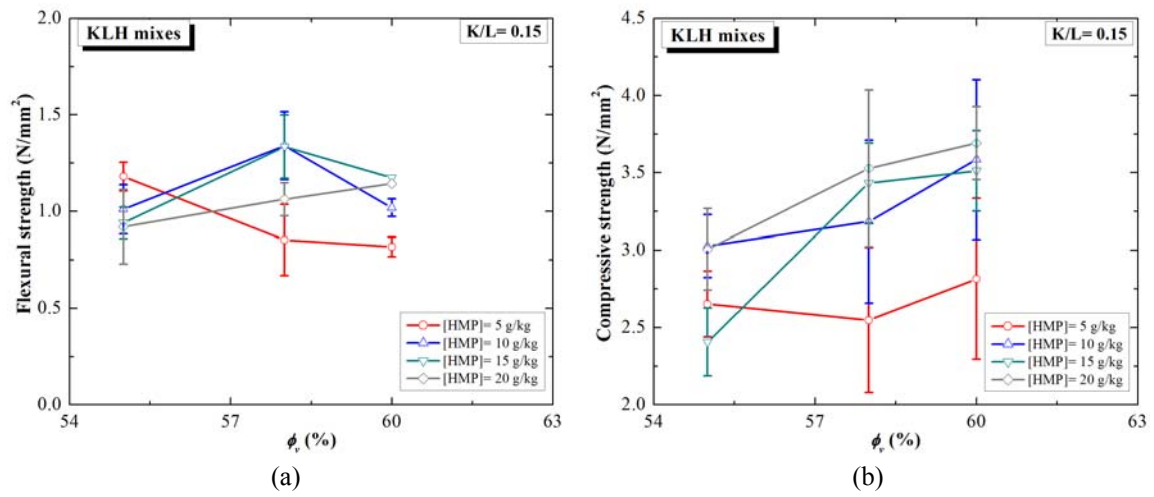 KLH mixes
K/L= 0.15
Flexural strength (N/mm²)
2.0
1.5
1.0
0.5
0.0
54
57
60
63
ϕv (%)
[HMP]= 5 g/kg
[HMP]= 10 g/kg
[HMP]= 15 g/kg
[HMP]= 20 g/kg
(a)
KLH mixes
K/L= 0.15
Compressive strength (N/mm²)
4.5
4.0
3.5
3.0
2.5
2.0
54
57
60
63
ϕv (%)
[HMP]= 5 g/kg
[HMP]= 10 g/kg
[HMP]= 15 g/kg
[HMP]= 20 g/kg
(b)